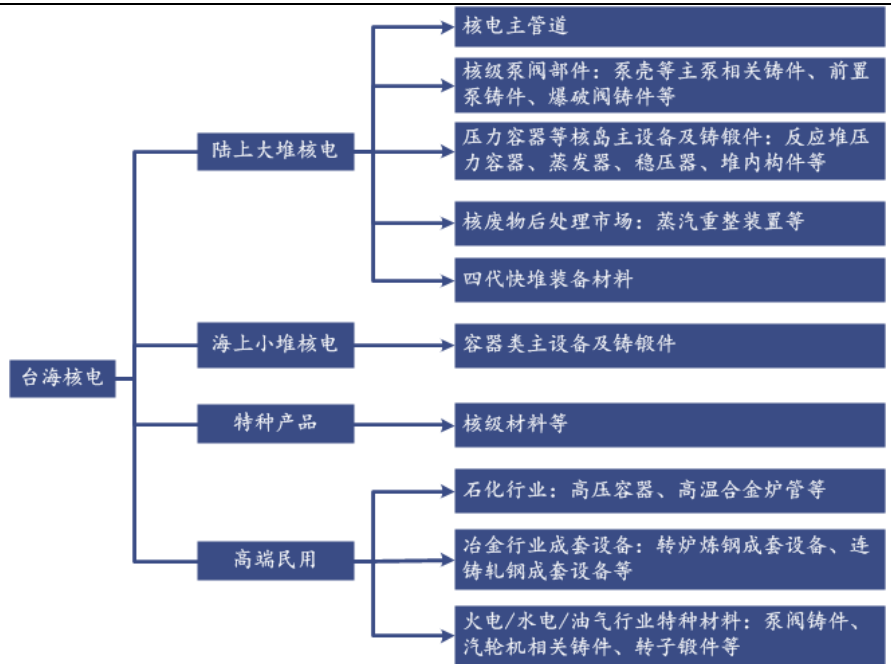 核电主管道
核级泵阀部件：泵壳等主泵相关铸件、前置
泵铸件、爆破阀铸件等
陆上大堆核电
压力容器等核岛主设备及铸锻件：反应堆压
力容器、蒸发器、稳压器、堆内构件等
核废物后处理市场：蒸汽重整装置等
四代快堆装备材料
海上小堆核电
容器类主设备及铸锻件
台海核电
特种产品
核级材料等
石化行业：高压容器、高温合金炉管等
高端民用
冶金行业成套设备：转炉炼钢成套设备、连
铸轧钢成套设备等
火电/水电/油气行业特种材料：泵阀铸件、
汽轮机相关铸件、转子锻件等